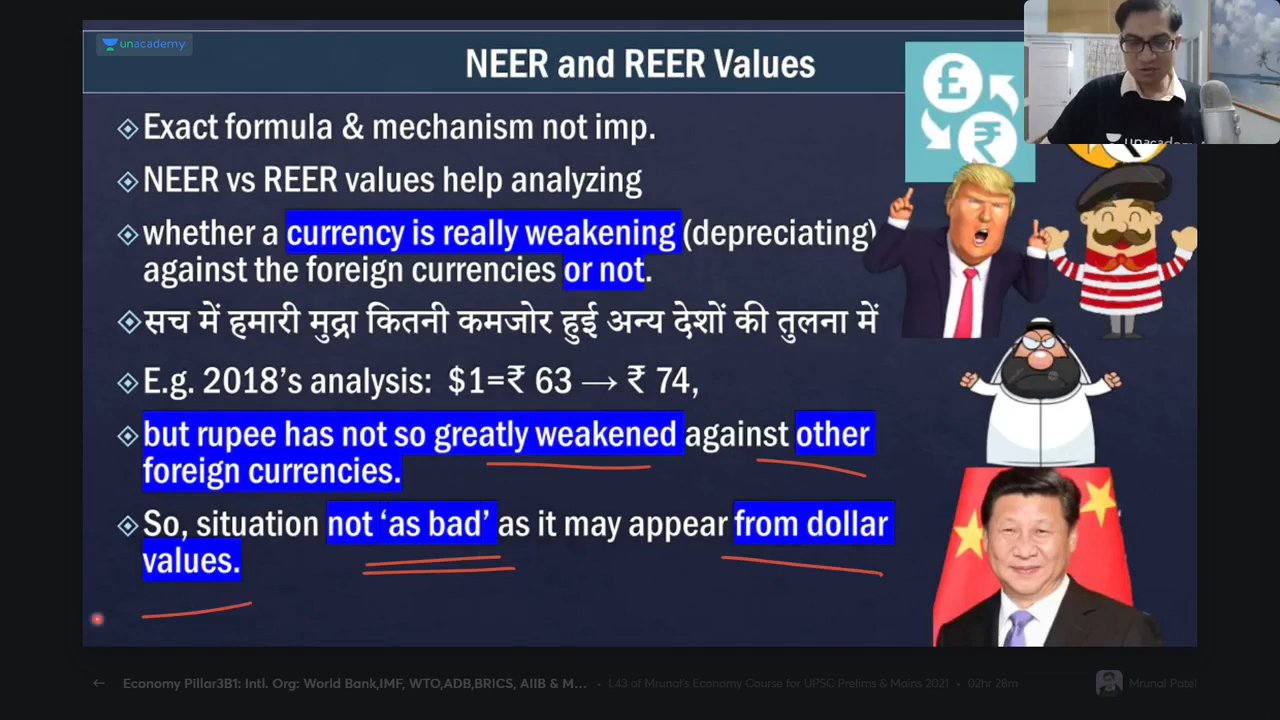 unacademy
NEER and REER Values
Exact formula & mechanism not imp.
NEER vs REER values help analyzing
whether a currency is really weakening (depreciating)
against the foreign currencies or not.
सच में हमारी मुद्रा कितनी कमजोर हुई अन्य देशों की तुलना में
E.g. 2018's analysis: $1=₹ 63 → ₹ 74,
but rupee has not so greatly weakened against other
foreign currencies.
So, situation not ‘as bad’ as it may appear from dollar
values.
unacademy
← Economy Pillar3B1: Intl. Org: World Bank,IMF, WTO,ADB,BRICS, AIIB & M... • L43 of Mrunal's Economy Course for UPSC Prelims & Mains 2021 • 02hr 28m Mrunal Patel